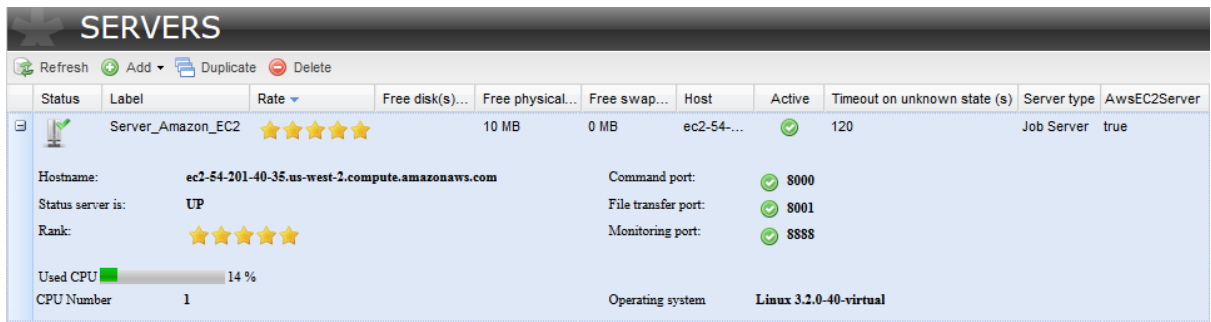 SERVERS
Refresh Add Duplicate Delete
Status Label Rate Free disk(s)... Free physical... Free swap... Host Active Timeout on unknown state (s) Server type AwsEC2Server
Server_Amazon_EC2 10 MB 0 MB ec2-54-... 120 Job Server true
Hostname: ec2-54-201-40-35.us-west-2.compute.amazonaws.com Command port: 8000
Status server is: UP File transfer port: 8001
Rank: Monitoring port: 8888
Used CPU 14 %
CPU Number 1 Operating system Linux 3.2.0-40-virtual